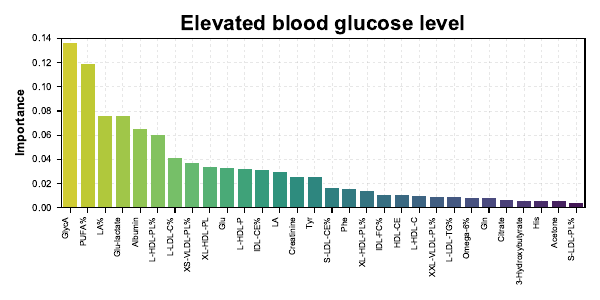 Elevated blood glucose level
0.14
0.12
0.10
0.08
0.06
0.04
0.02
0.00
Importance
GlycA
PUFA%
LA%
Glu-lactate
Albumin
L-HDL-PL%
L-LDL-C%
XS-VLDL-PL%
XL-HDL-PL
Glu
L-HDL-P
IDL-CE%
LA
Creatinine
Tyr
S-LDL-CE%
Phe
XL-HDL-PL%
IDL-FC%
HDL-CE
L-HDL-C
XXL-VLDL-PL%
L-LDL-TG%
Omega-6%
Gln
Citrate
3-Hydroxybutyrate
His
Acetone
S-LDL-PL%